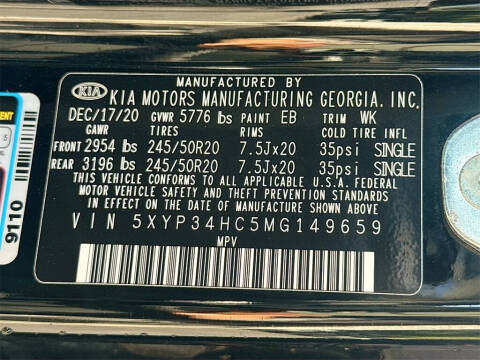 MANUFACTURED BY
KIA KIA MOTORS MANUFACTURING GEORGIA, INC.
DEC/17/20 GVWR 5776 lbs PAINT EB TRIM WK
GAWR TIRES RIMS COLD TIRE INFL
FRONT 2954 lbs 245/50R20 7.5Jx20 35psi SINGLE
REAR 3196 lbs 245/50R20 7.5Jx20 35psi SINGLE
THIS VEHICLE CONFORMS TO ALL APPLICABLE U.S.A. FEDERAL
MOTOR VEHICLE SAFETY AND THEFT PREVENTION STANDARDS
IN EFFECT ON THE DATE OF MANUFACTURE SHOWN ABOVE
VIN 5XYP34HC5MG149659
MPV
9110